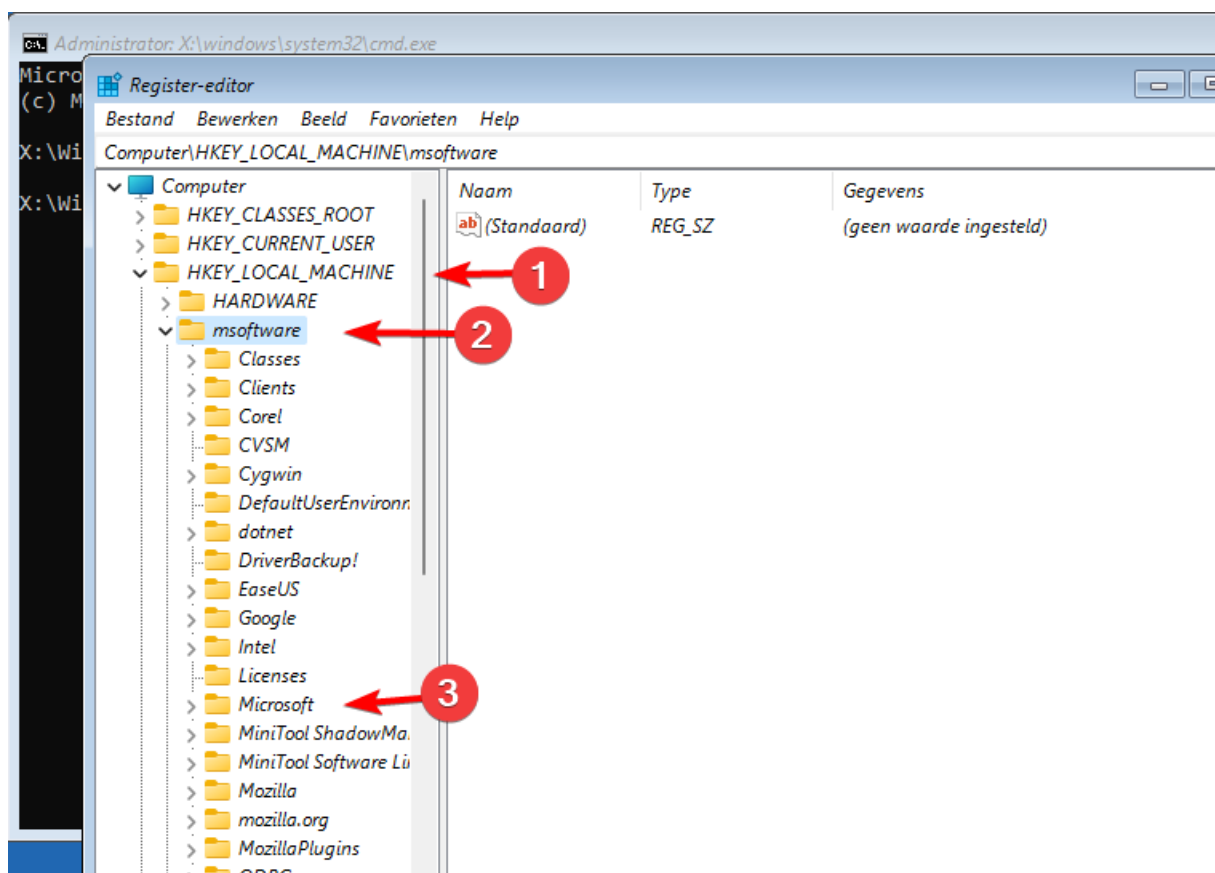 Administrator: X:\windows\system32\cmd.exe
Micro
(c) M
X:\Wi
X:\Wi
Register-editor
Bestand Bewerken Beeld Favorieten Help
Computer\HKEY_LOCAL_MACHINE\msoftware
Computer
HKEY_CLASSES_ROOT
HKEY_CURRENT_USER
HKEY_LOCAL_MACHINE
1
HARDWARE
msoftware
2
Classes
Clients
Corel
CVSM
Cygwin
DefaultUserEnvironn
dotnet
DriverBackup!
EaseUS
Google
Intel
Licenses
Microsoft
3
MiniTool ShadowMa
MiniTool Software Li
Mozilla
mozilla.org
MozillaPlugins
Naam Type Gegevens
ab (Standaard) REG_SZ (geen waarde ingesteld)